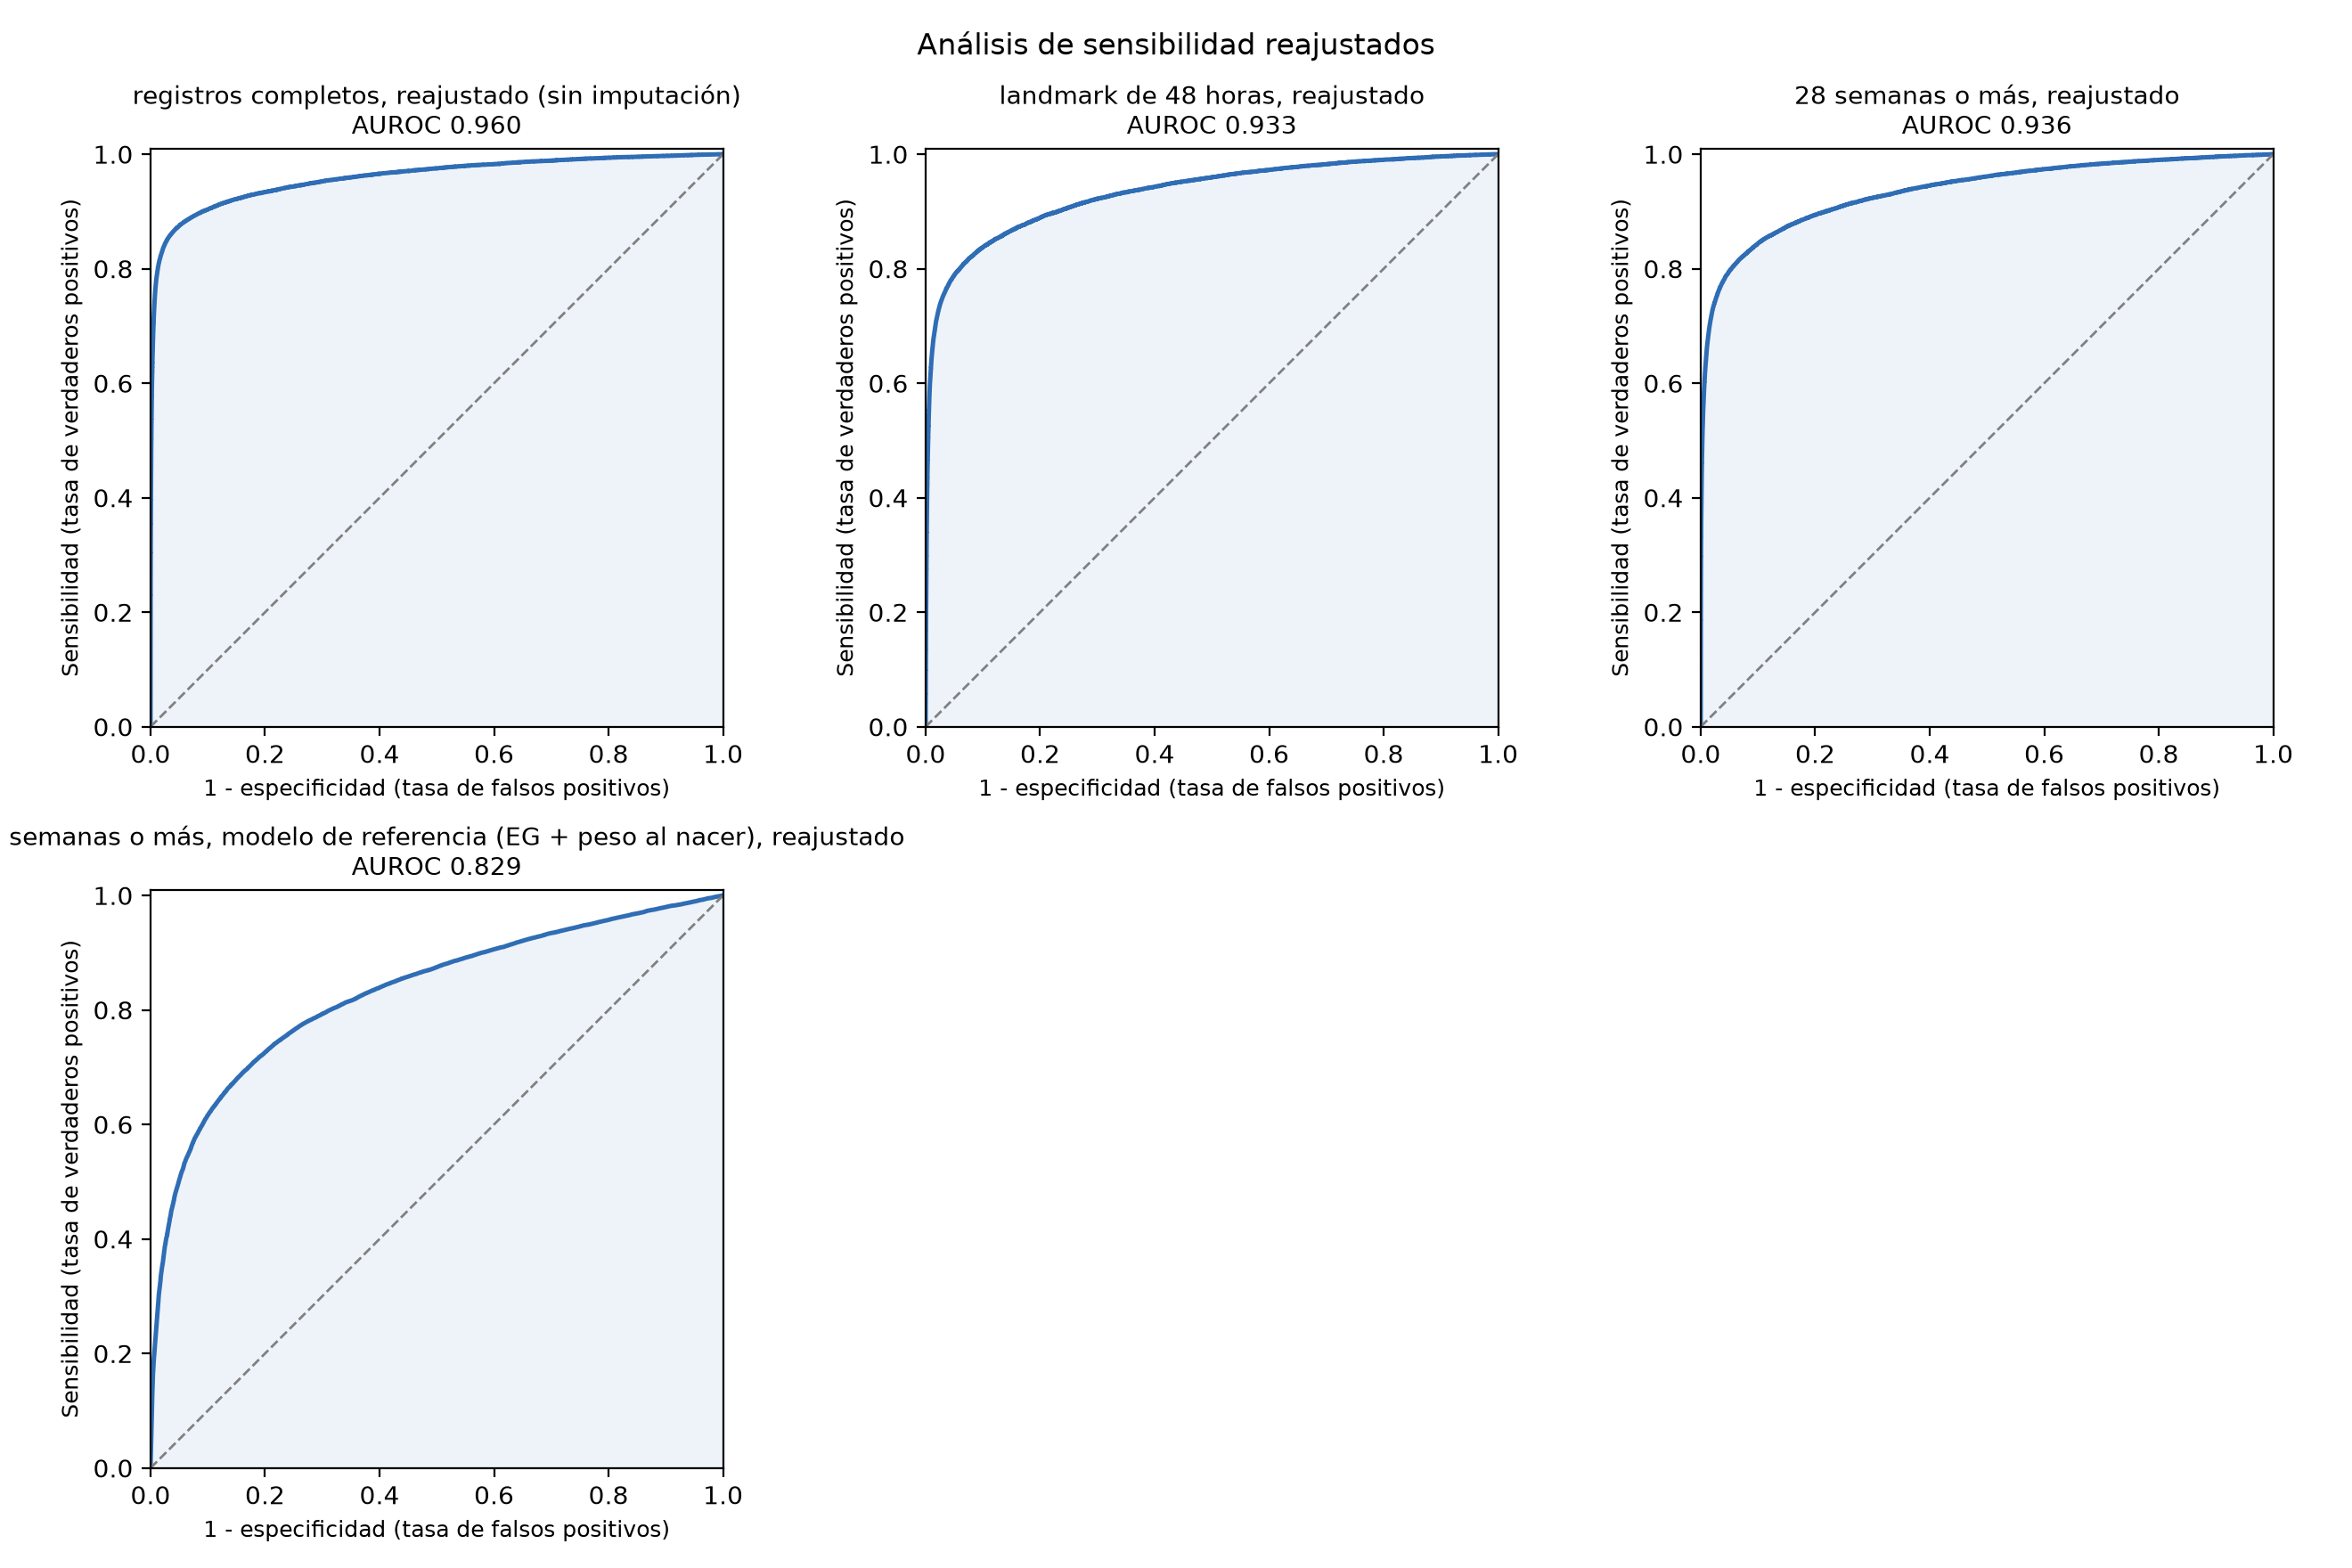 Análisis de sensibilidad reajustados
registros completos, reajustado (sin imputación)
AUROC 0.960
1.0
0.8
0.6
0.4
0.2
0.0
Sensibilidad (tasa de verdaderos positivos)
0.0 0.2 0.4 0.6 0.8 1.0
1 - especificidad (tasa de falsos positivos)
landmark de 48 horas, reajustado
AUROC 0.933
1.0
0.8
0.6
0.4
0.2
0.0
Sensibilidad (tasa de verdaderos positivos)
0.0 0.2 0.4 0.6 0.8 1.0
1 - especificidad (tasa de falsos positivos)
28 semanas o más, reajustado
AUROC 0.936
1.0
0.8
0.6
0.4
0.2
0.0
Sensibilidad (tasa de verdaderos positivos)
0.0 0.2 0.4 0.6 0.8 1.0
1 - especificidad (tasa de falsos positivos)
semanas o más, modelo de referencia (EG + peso al nacer), reajustado
AUROC 0.829
1.0
0.8
0.6
0.4
0.2
0.0
Sensibilidad (tasa de verdaderos positivos)
0.0 0.2 0.4 0.6 0.8 1.0
1 - especificidad (tasa de falsos positivos)